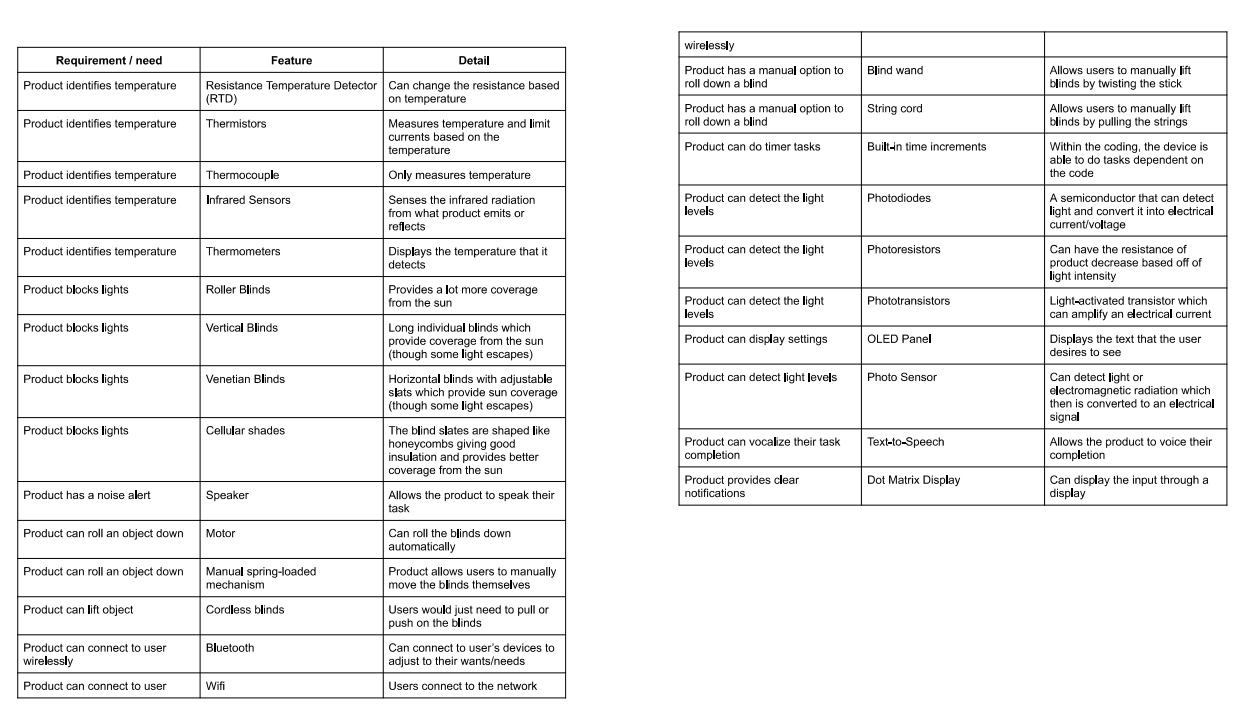 Requirement / need Feature Detail
Product identifies temperature Resistance Temperature Detector Can change the resistance based
(RTD) on temperature
Product identifies temperature Thermistors Measures temperature and limit
currents based on the
temperature
Product identifies temperature Thermocouple Only measures temperature
Product identifies temperature Infrared Sensors Senses the infrared radiation
from what product emits or
reflects
Product identifies temperature Thermometers Displays the temperature that it
detects
Product blocks lights Roller Blinds Provides a lot more coverage
from the sun
Product blocks lights Vertical Blinds Long individual blinds which
provide coverage from the sun
(though some light escapes)
Product blocks lights Venetian Blinds Horizontal blinds with adjustable
slats which provide sun coverage
(though some light escapes)
Product blocks lights Cellular shades The blind slates are shaped like
honeycombs giving good
insulation and provides better
coverage from the sun
Product has a noise alert Speaker Allows the product to speak their
task
Product can roll an object down Motor Can roll the blinds down
automatically
Product can roll an object down Manual spring-loaded Product allows users to manually
mechanism move the blinds themselves
Product can lift object Cordless blinds Users would just need to pull or
push on the blinds
Product can connect to user Bluetooth Can connect to user's devices to
wirelessly adjust to their wants/needs
Product can connect to user Wifi Users connect to the network
wirelessly
Product has a manual option to Blind wand Allows users to manually lift
roll down a blind blinds by twisting the stick
Product has a manual option to String cord Allows users to manually lift
roll down a blind blinds by pulling the strings
Product can do timer tasks Built-in time increments Within the coding, the device is
able to do tasks dependent on
the code
Product can detect the light Photodiodes A semiconductor that can detect
levels light and convert it into electrical
current/voltage
Product can detect the light Photoresistors Can have the resistance of
levels product decrease based off of
light intensity
Product can detect the light Phototransistors Light-activated transistor which
levels can amplify an electrical current
Product can display settings OLED Panel Displays the text that the user
desires to see
Product can detect light levels Photo Sensor Can detect light or
electromagnetic radiation which
then is converted to an electrical
signal
Product can vocalize their task Text-to-Speech Allows the product to voice their
completion completion
Product provides clear Dot Matrix Display Can display the input through a
notifications display